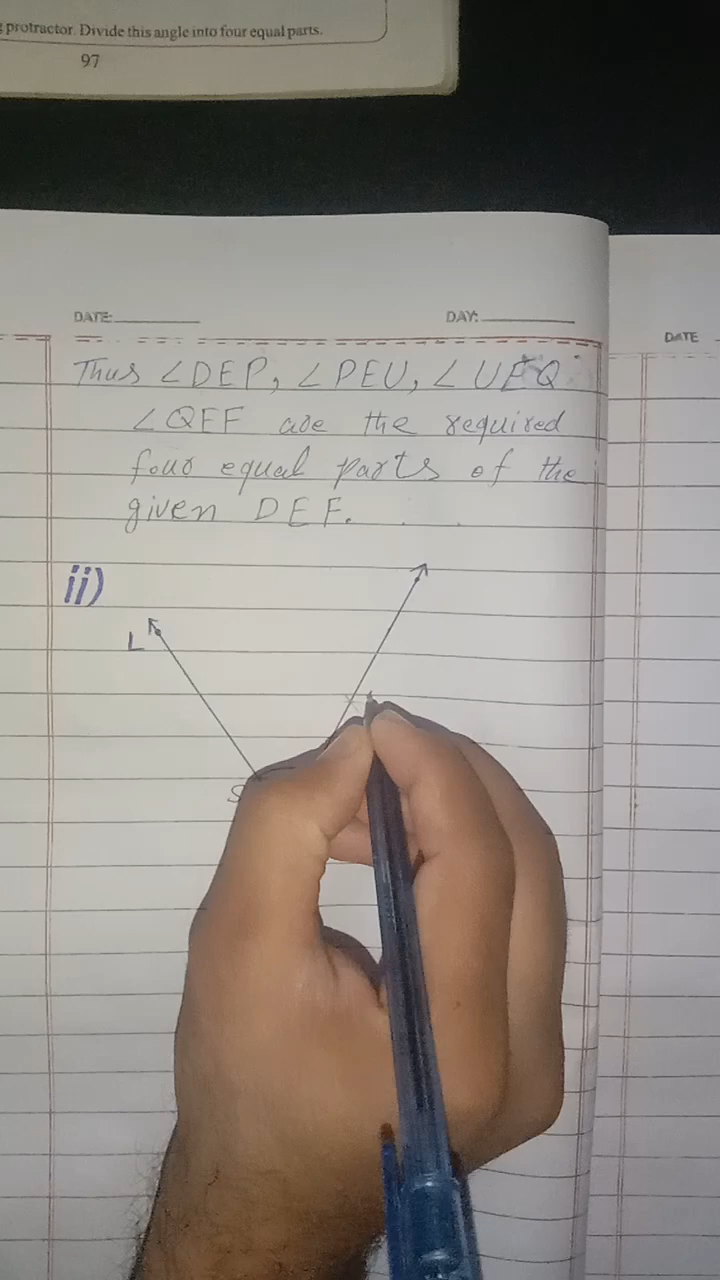 protractor. Divide this angle into four equal parts.
97
DATE:
DAY:
DATE
Thus ∠DEP, ∠PEU, ∠UEQ
∠QEF are the required
four equal parts of the
given DEF.
ii)
L
S